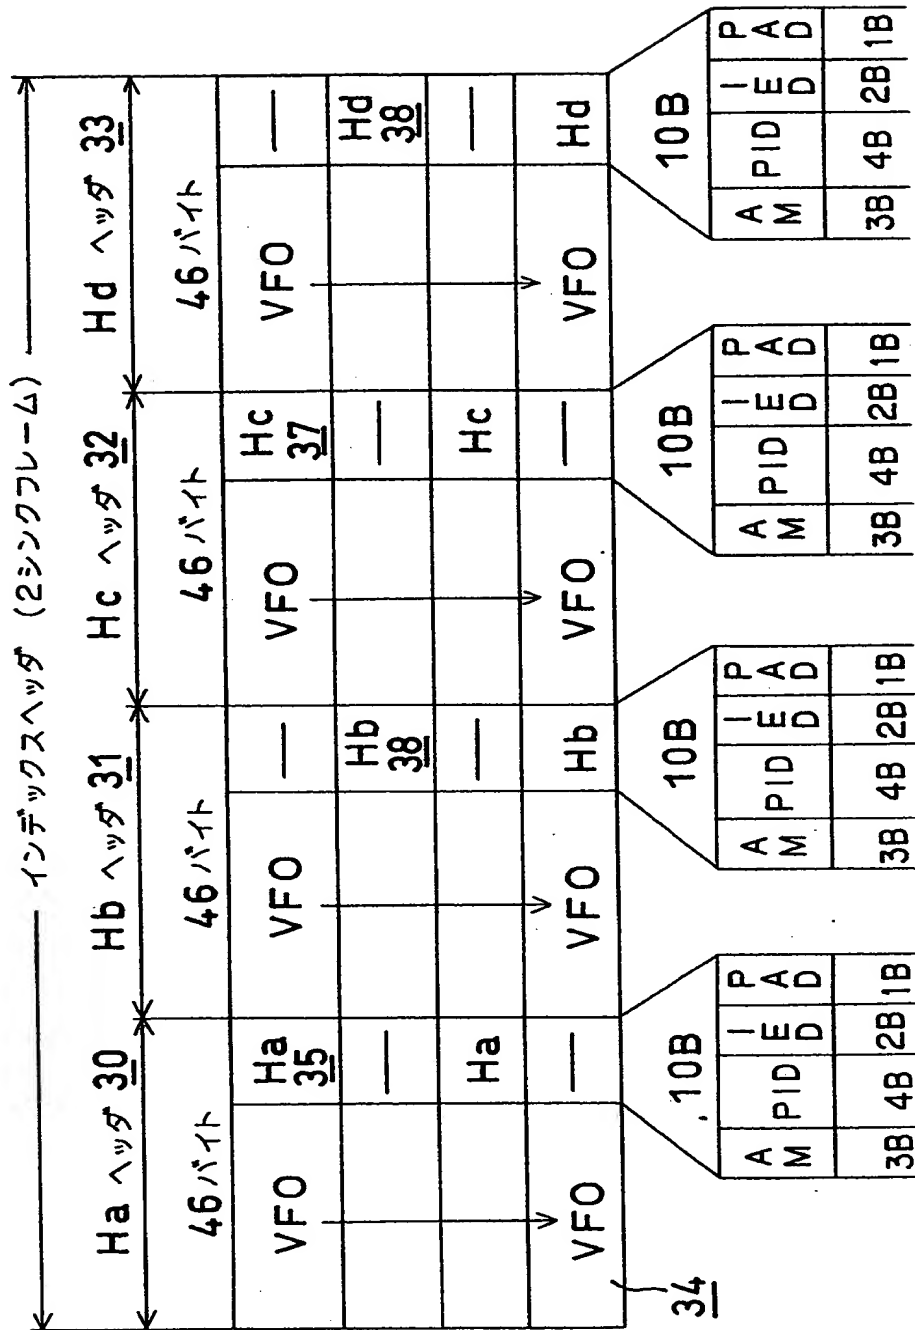 インデックスヘッダ (2シンクフレーム)
Ha ヘッダ 30 Hb ヘッダ 31 Hc ヘッダ 32 Hd ヘッダ 33
46バイト 46バイト 46バイト 46バイト
VFO Ha 35 VFO — VFO Hc 37 VFO —
— Hb 38 — Hd 38
Ha — Hc —
VFO — VFO Hb VFO — VFO Hd
34
10B 10B 10B 10B
AM PID IED PAD AM PID IED PAD AM PID IED PAD AM PID IED PAD
3B 4B 2B 1B 3B 4B 2B 1B 3B 4B 2B 1B 3B 4B 2B 1B